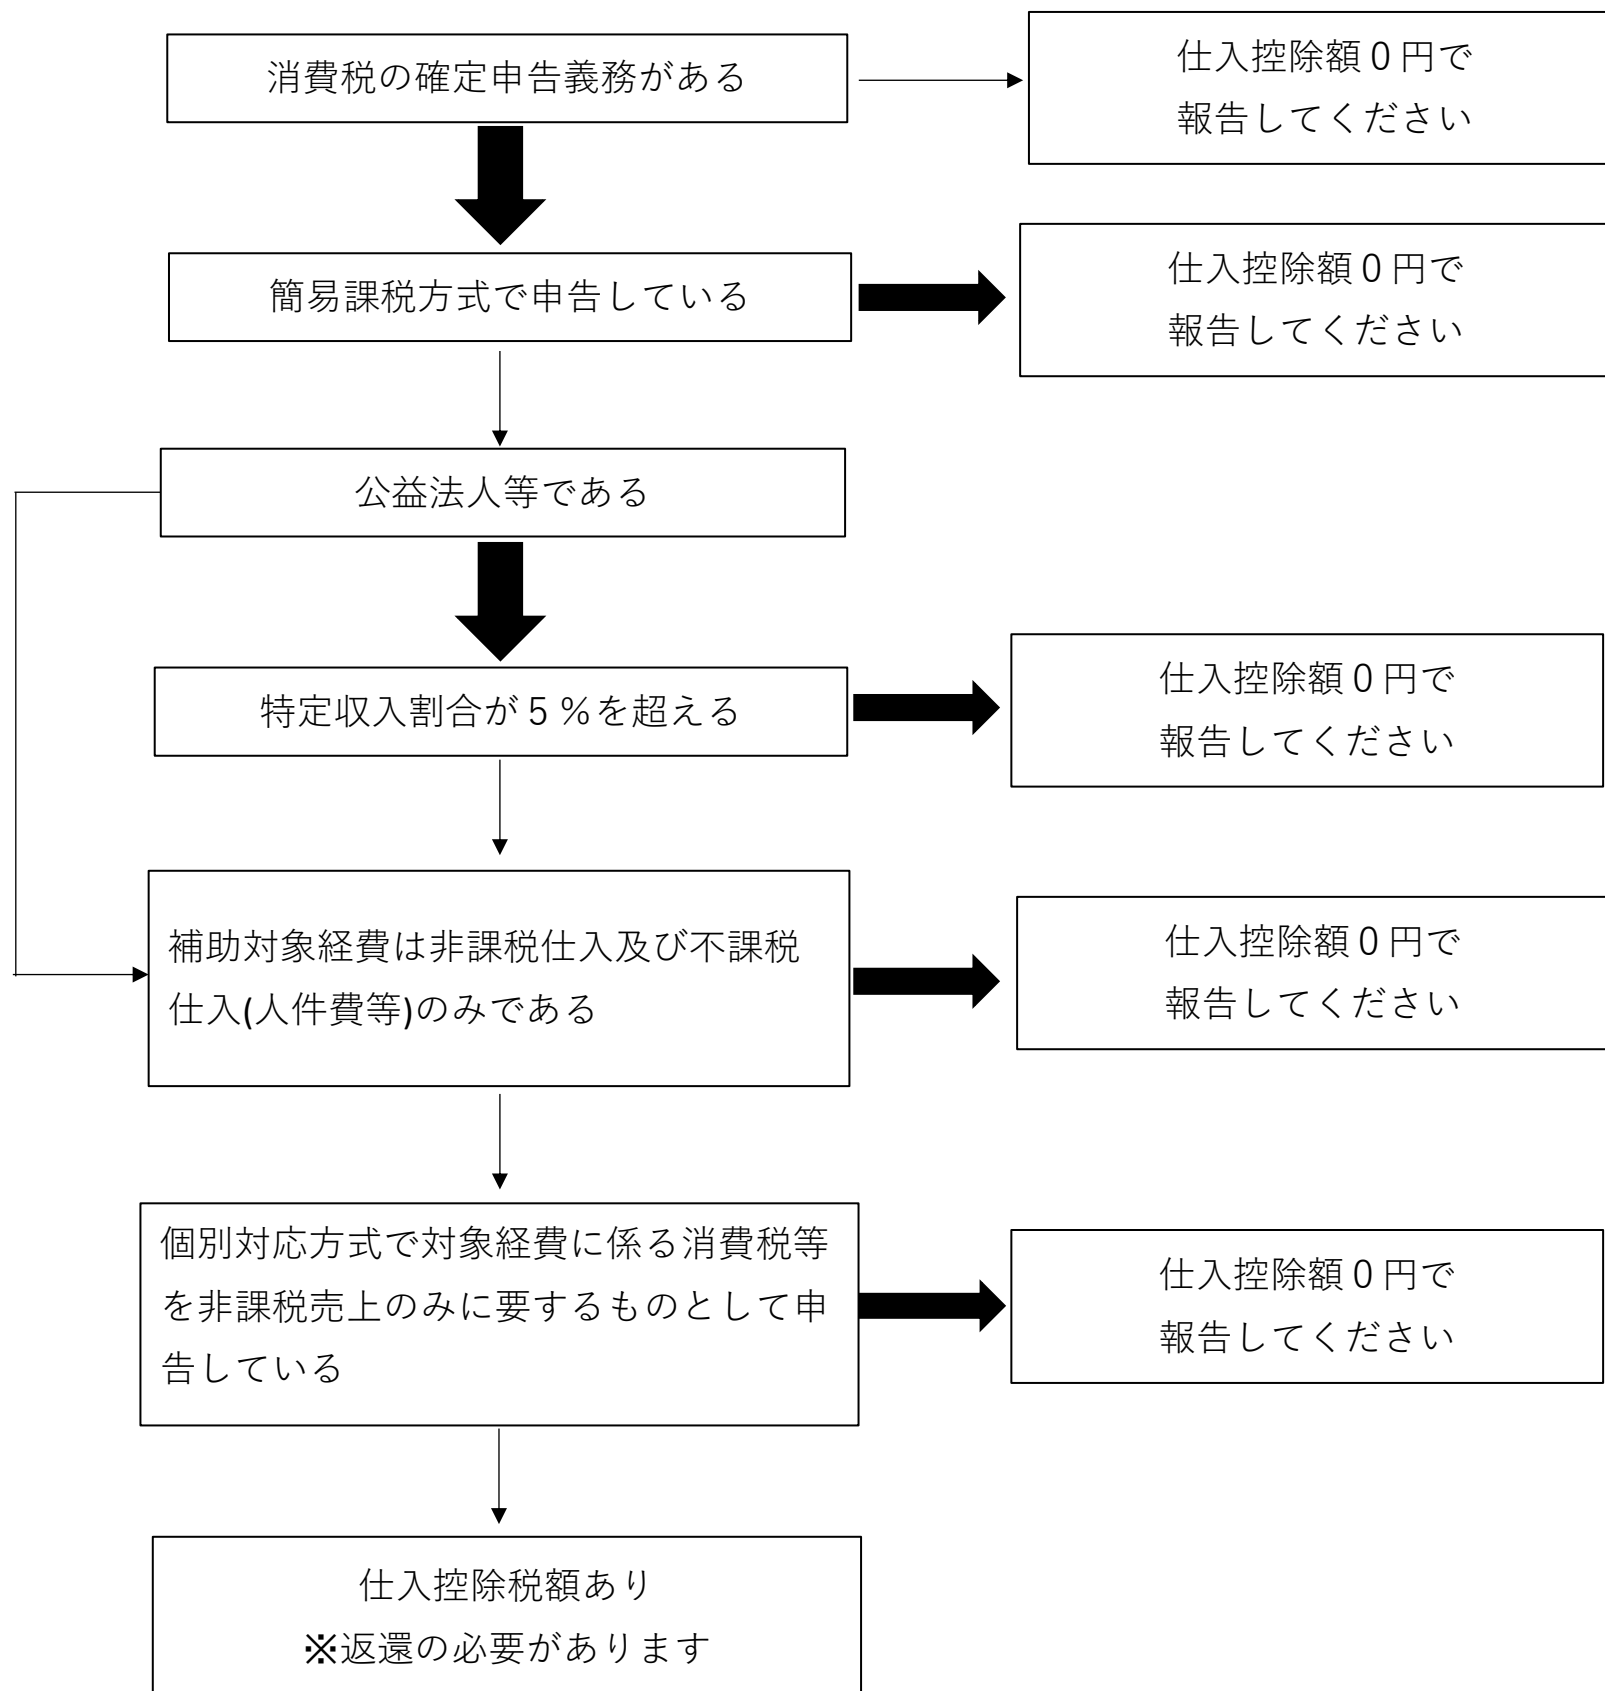 消費税の確定申告義務がある
仕入控除額０円で
報告してください
簡易課税方式で申告している
仕入控除額０円で
報告してください
公益法人等である
特定収入割合が５％を超える
仕入控除額０円で
報告してください
補助対象経費は非課税仕入及び不課税
仕入(人件費等)のみである
仕入控除額０円で
報告してください
個別対応方式で対象経費に係る消費税等
を非課税売上のみに要するものとして申
告している
仕入控除額０円で
報告してください
仕入控除税額あり
※返還の必要があります